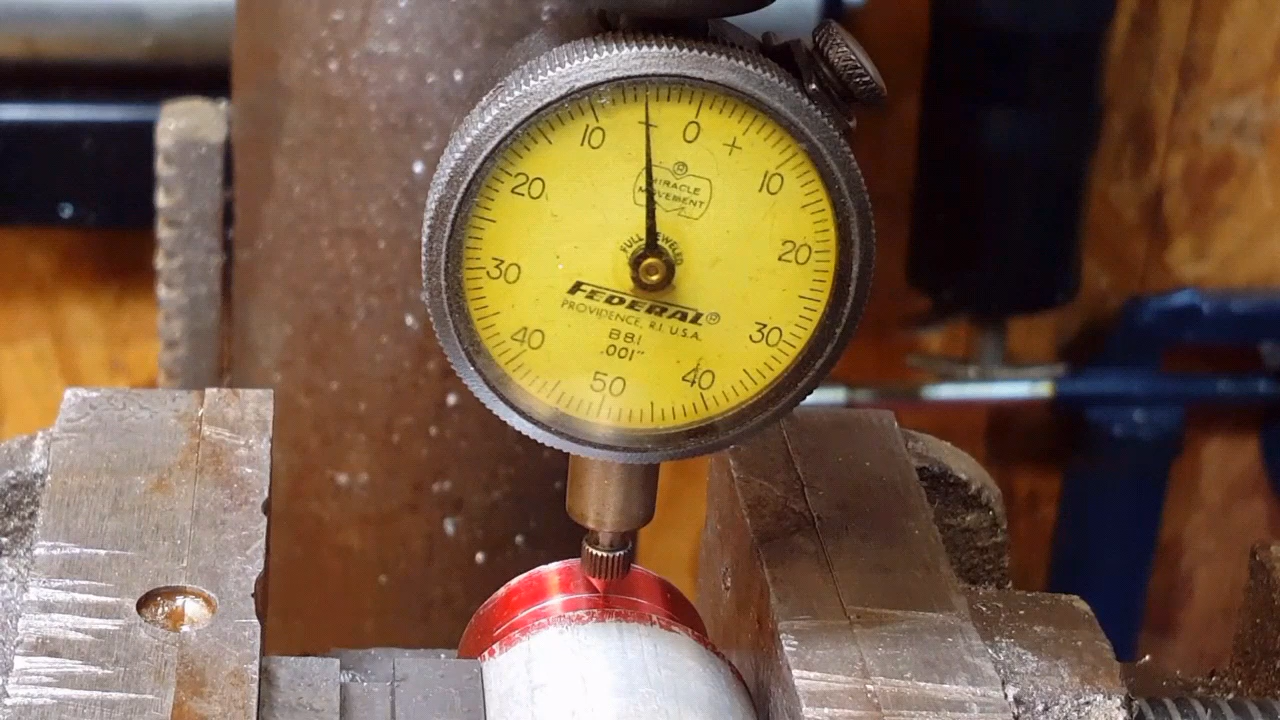 10 - 0 +
20 10
30 20
40 30
50 40
®
MIRACLE
MOVEMENT
FULL JEWELED
FEDERAL®
PROVIDENCE, R.I. U.S.A.
B81
.001"